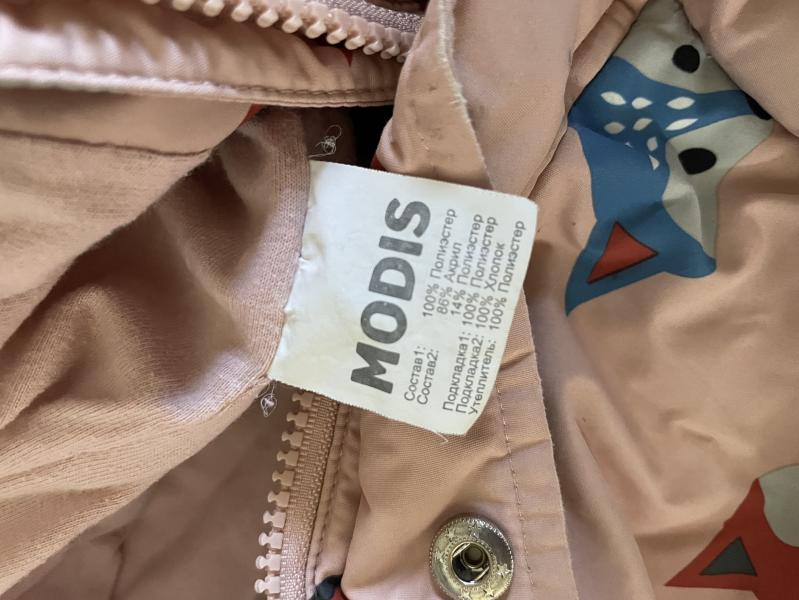 MODIS
Состав1: 100% Полиэстер
Состав2: 86% Акрил
14% Полиэстер
Подкладка1: 100% Полиэстер
Подкладка2: 100% Хлопок
Утеплитель: 100% Полиэстер